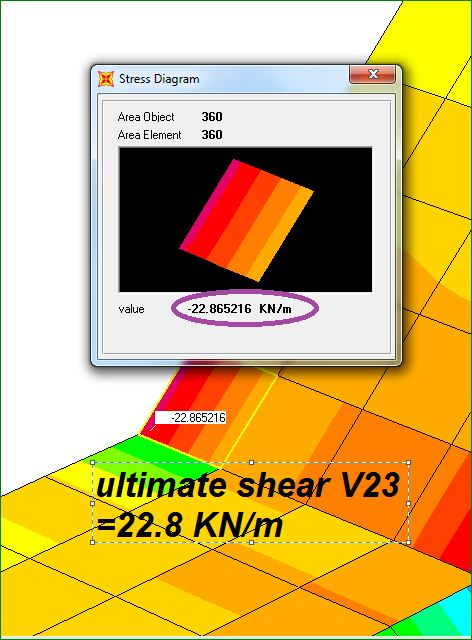 Stress Diagram
Area Object 360
Area Element 360
value -22.865216 KN/m
-22.865216
ultimate shear V23
=22.8 KN/m